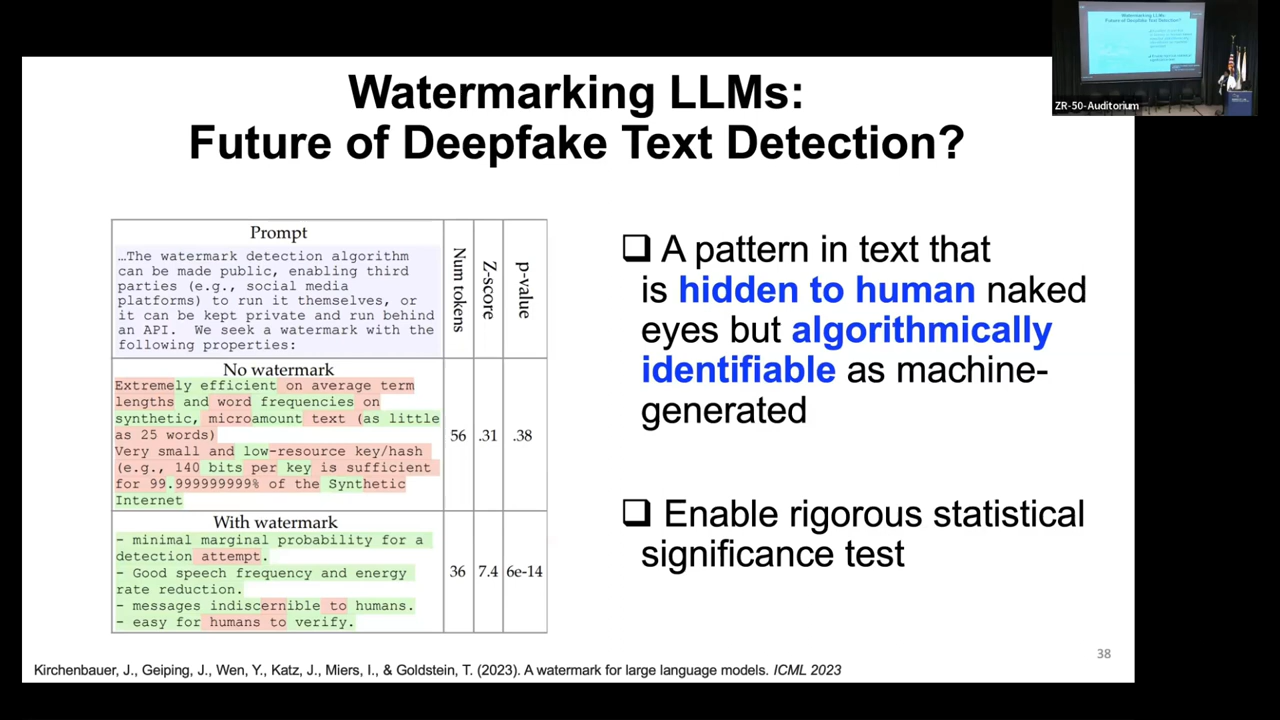 Watermarking LLMs:
Future of Deepfake Text Detection?
ZR-50-Auditorium
Prompt
Num tokens
Z-score
p-value
…The watermark detection algorithm
can be made public, enabling third
parties (e.g., social media
platforms) to run it themselves, or
it can be kept private and run behind
an API. We seek a watermark with the
following properties:
No watermark
Extremely efficient on average term
lengths and word frequencies on
synthetic, microamount text (as little
as 25 words)
Very small and low-resource key/hash
(e.g., 140 bits per key is sufficient
for 99.999999999% of the Synthetic
Internet
56
.31
.38
With watermark
- minimal marginal probability for a
detection attempt.
- Good speech frequency and energy
rate reduction.
- messages indiscernible to humans.
- easy for humans to verify.
36
7.4
6e-14
❑ A pattern in text that
is hidden to human naked
eyes but algorithmically
identifiable as machine-
generated
❑ Enable rigorous statistical
significance test
38
Kirchenbauer, J., Geiping, J., Wen, Y., Katz, J., Miers, I., & Goldstein, T. (2023). A watermark for large language models. ICML 2023